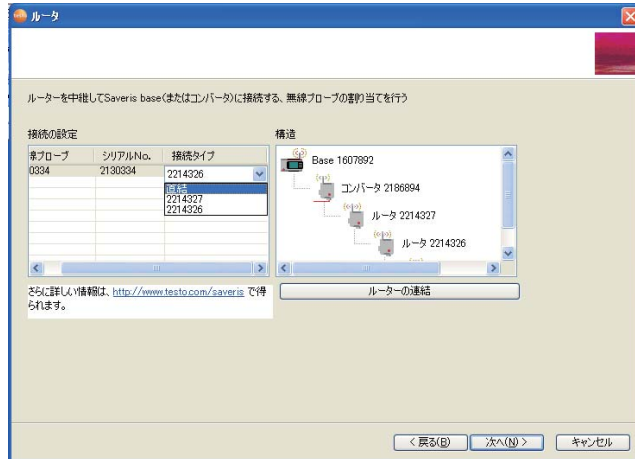 ルータ
ルーターを中継してSaveris base(またはコンバータ)に接続する、無線プローブの割り当てを行う
接続の設定
線プローブ シリアルNo. 接続タイプ
0334 2130334 2214326
直結
2214327
2214326
構造
Base 1607892
コンバータ 2186894
ルータ 2214327
ルータ 2214326
さらに詳しい情報は、http://www.testo.com/saveris で得
られます。
ルーターの連結
< 戻る(B)
次へ(N) >
キャンセル